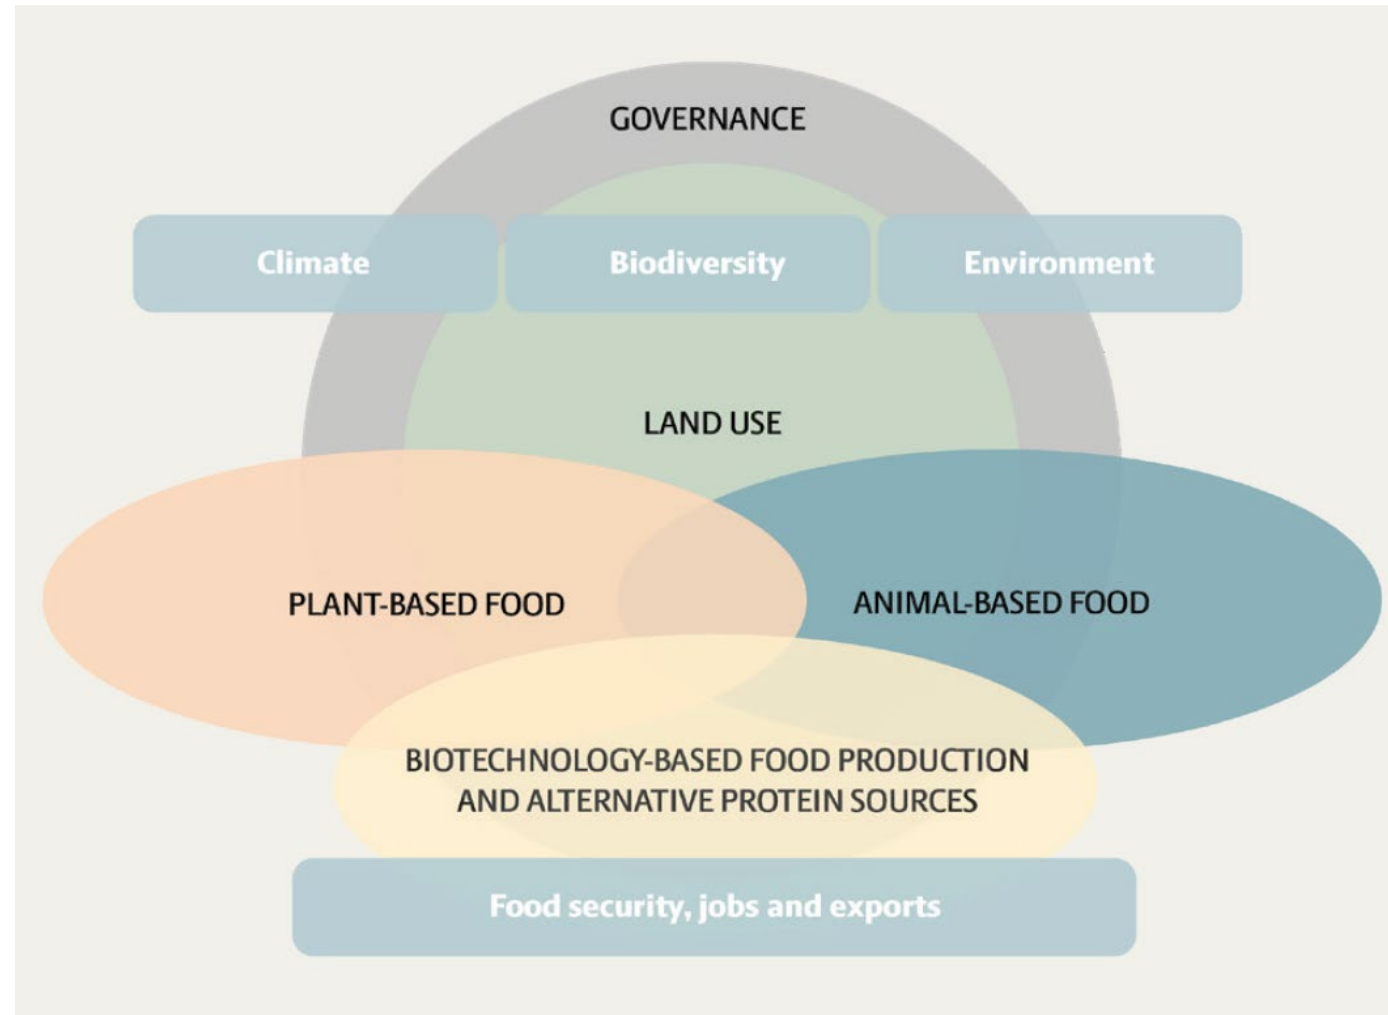 GOVERNANCE
Climate
Biodiversity
Environment
LAND USE
PLANT-BASED FOOD
ANIMAL-BASED FOOD
BIOTECHNOLOGY-BASED FOOD PRODUCTION
AND ALTERNATIVE PROTEIN SOURCES
Food security, jobs and exports